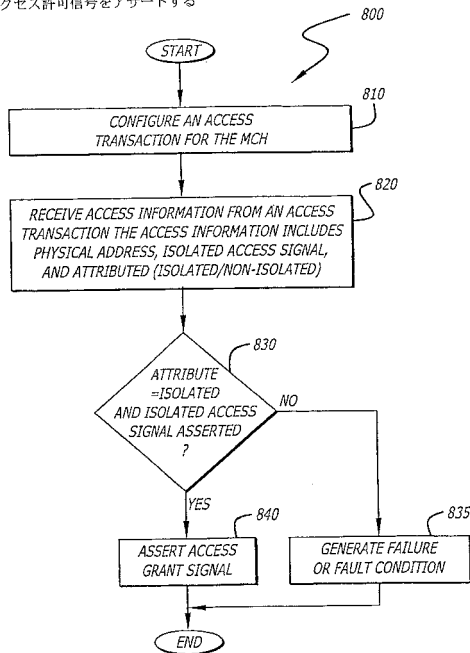 クセス許可信号をアサートする
800
START
810
CONFIGURE AN ACCESS
TRANSACTION FOR THE MCH
820
RECEIVE ACCESS INFORMATION FROM AN ACCESS
TRANSACTION THE ACCESS INFORMATION INCLUDES
PHYSICAL ADDRESS, ISOLATED ACCESS SIGNAL,
AND ATTRIBUTED (ISOLATED/NON-ISOLATED)
830
ATTRIBUTE
=ISOLATED
AND ISOLATED ACCESS
SIGNAL ASSERTED
?
NO
YES
840
835
ASSERT ACCESS
GRANT SIGNAL
GENERATE FAILURE
OR FAULT CONDITION
END